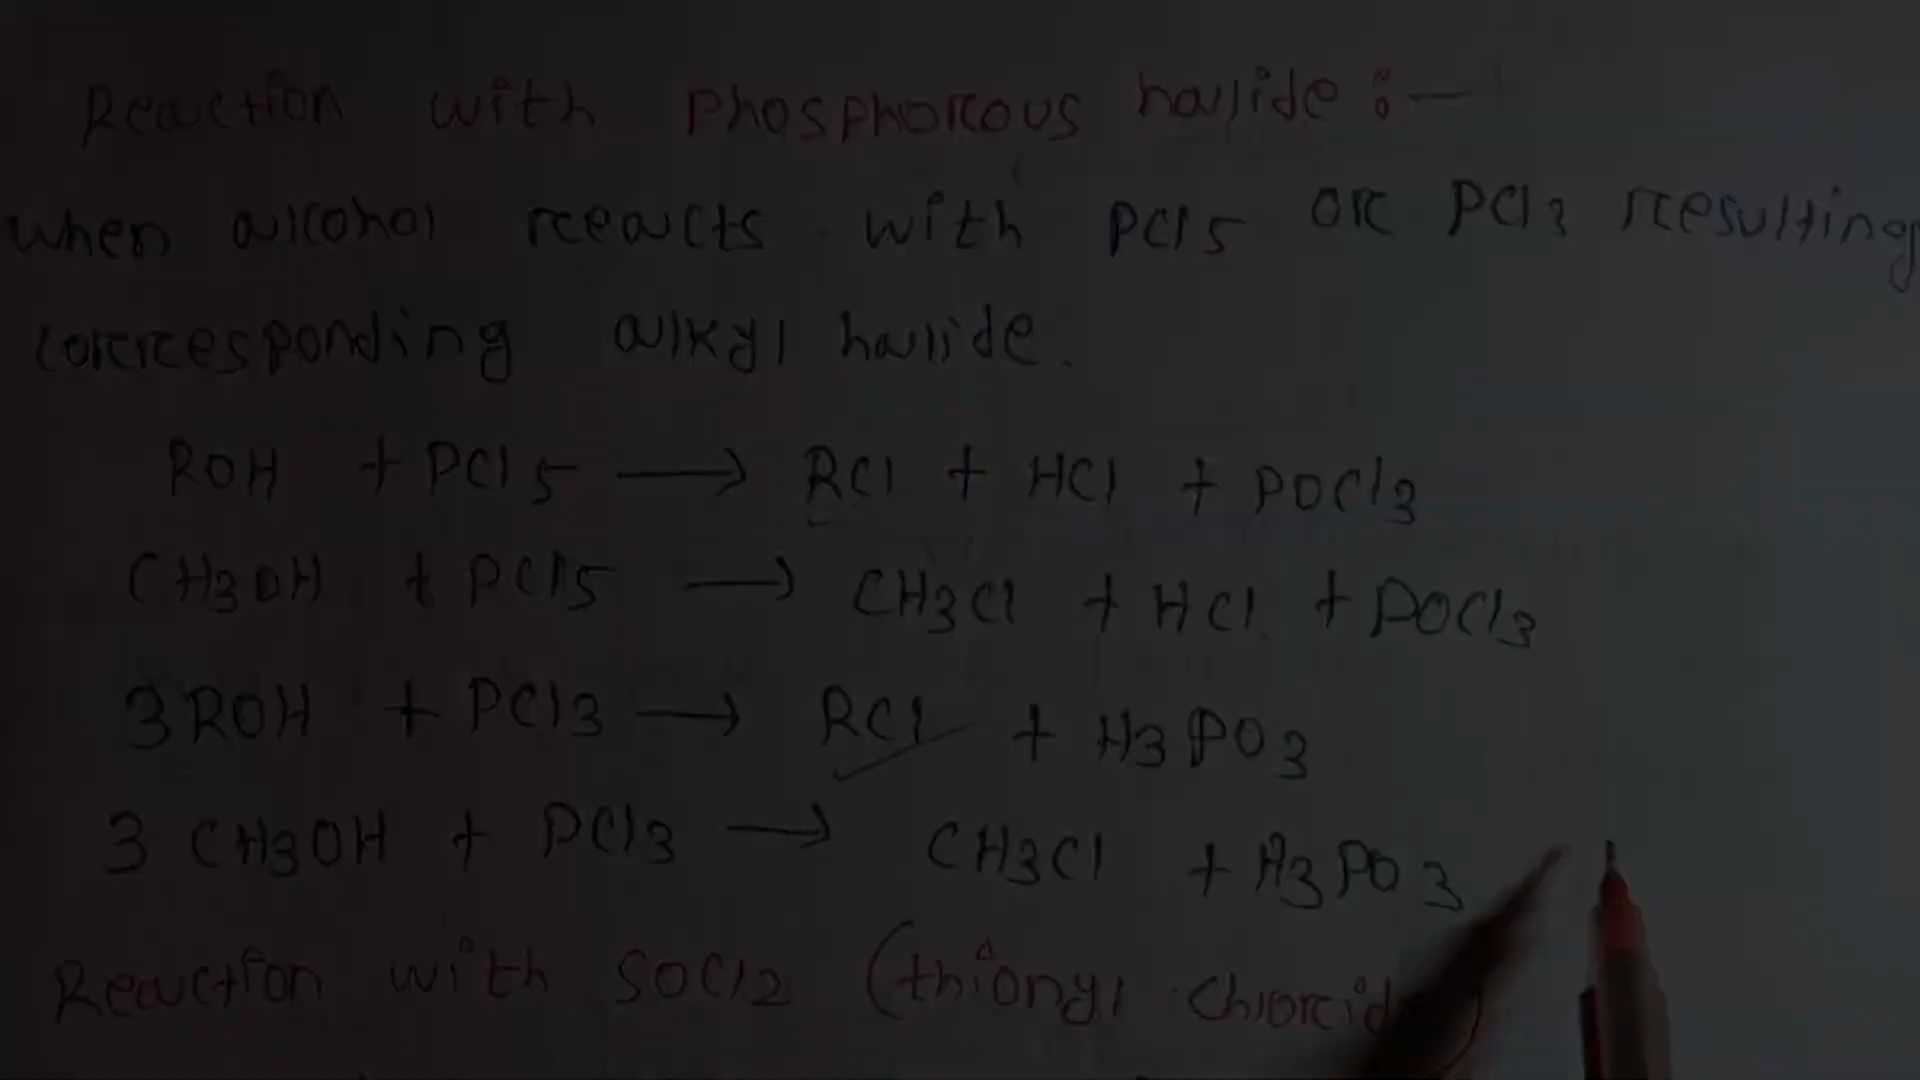 Reaction with phosphorous halide :-
when alcohol reacts with PCl5 or PCl3 resulting
corresponding alkyl halide.
ROH + PCl5 → RCl + HCl + POCl3
CH3OH + PCl5 → CH3Cl + HCl + POCl3
3ROH + PCl3 → RCl + H3PO3
3 CH3OH + PCl3 → CH3Cl + H3PO3
Reaction with SOCl2 (thionyl chlorid